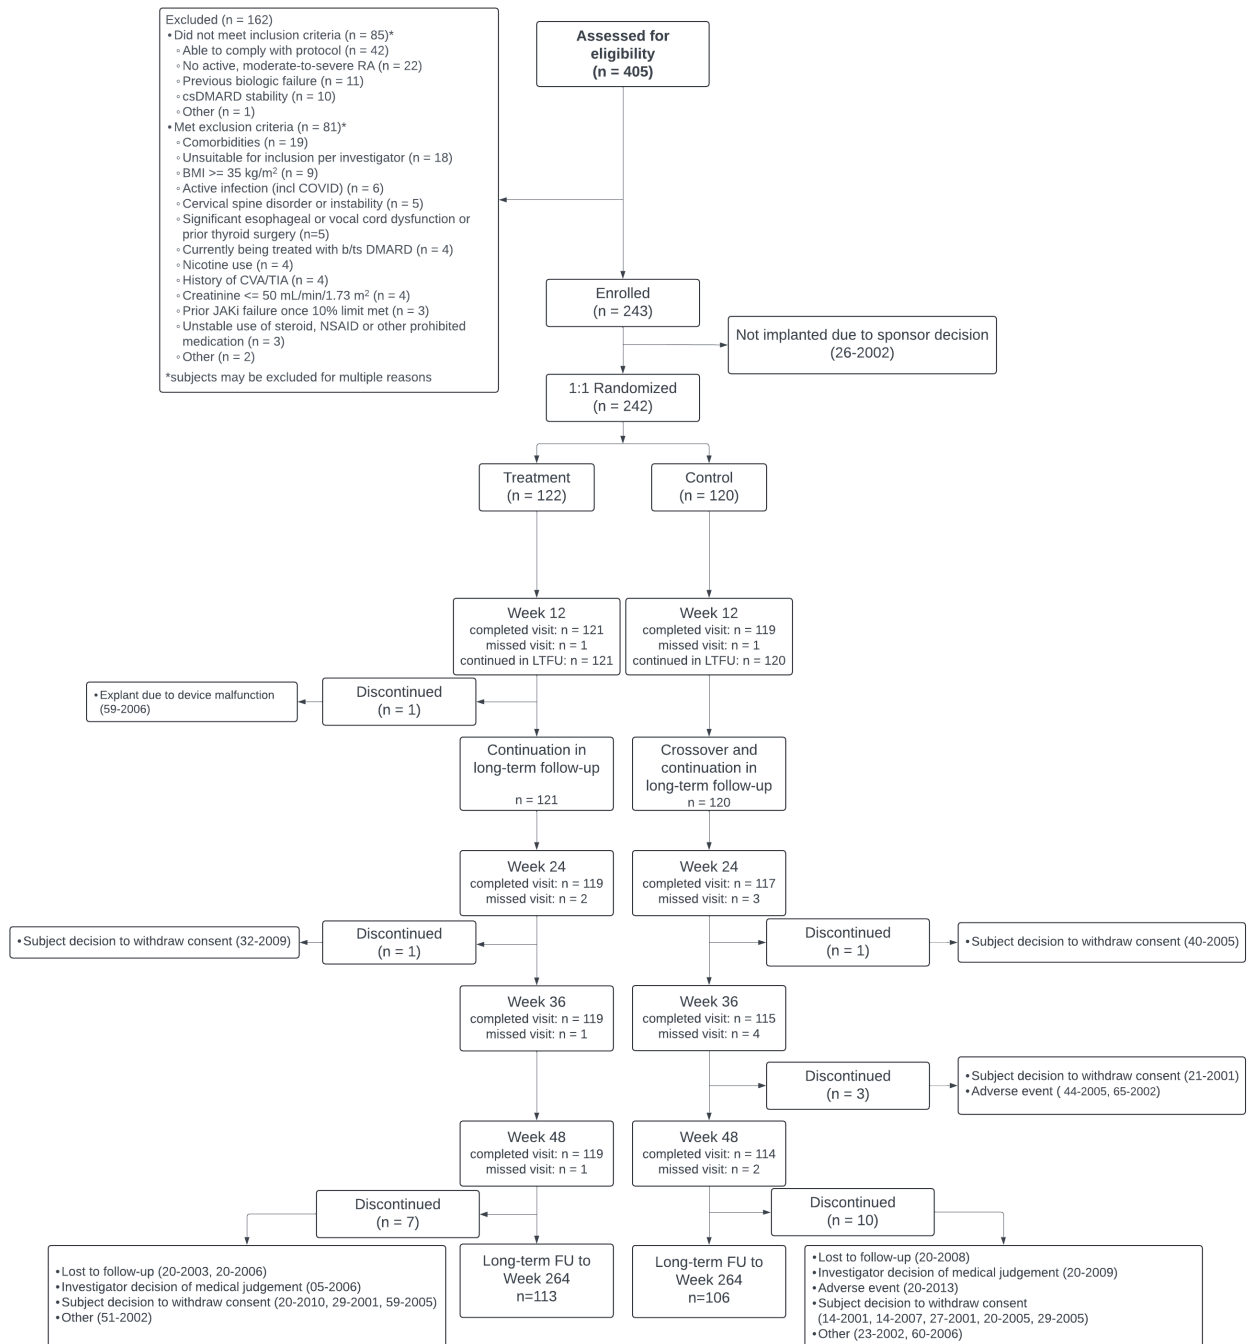 Excluded (n = 162)
•Did not meet inclusion criteria (n = 85)*
◦Able to comply with protocol (n = 42)
◦No active, moderate-to-severe RA (n = 22)
◦Previous biologic failure (n = 11)
◦csDMARD stability (n = 10)
◦Other (n = 1)
•Met exclusion criteria (n = 81)*
◦Comorbidities (n = 19)
◦Unsuitable for inclusion per investigator (n = 18)
◦BMI >= 35 kg/m² (n = 9)
◦Active infection (incl COVID) (n = 6)
◦Cervical spine disorder or instability (n = 5)
◦Significant esophageal or vocal cord dysfunction or
prior thyroid surgery (n=5)
◦Currently being treated with b/ts DMARD (n = 4)
◦Nicotine use (n = 4)
◦History of CVA/TIA (n = 4)
◦Creatinine <= 50 mL/min/1.73 m² (n = 4)
◦Prior JAKi failure once 10% limit met (n = 3)
◦Unstable use of steroid, NSAID or other prohibited
medication (n = 3)
◦Other (n = 2)
*subjects may be excluded for multiple reasons
Assessed for
eligibility
(n = 405)
Enrolled
(n = 243)
Not implanted due to sponsor decision
(26-2002)
1:1 Randomized
(n = 242)
Treatment
(n = 122)
Control
(n = 120)
Week 12
completed visit: n = 121
missed visit: n = 1
continued in LTFU: n = 121
Week 12
completed visit: n = 119
missed visit: n = 1
continued in LTFU: n = 120
Discontinued
(n = 1)
•Explant due to device malfunction
(59-2006)
Continuation in
long-term follow-up
n = 121
Crossover and
continuation in
long-term follow-up
n = 120
Week 24
completed visit: n = 119
missed visit: n = 2
Week 24
completed visit: n = 117
missed visit: n = 3
Discontinued
(n = 1)
•Subject decision to withdraw consent (32-2009)
Discontinued
(n = 1)
•Subject decision to withdraw consent (40-2005)
Week 36
completed visit: n = 119
missed visit: n = 1
Week 36
completed visit: n = 115
missed visit: n = 4
Discontinued
(n = 3)
•Subject decision to withdraw consent (21-2001)
•Adverse event ( 44-2005, 65-2002)
Week 48
completed visit: n = 119
missed visit: n = 1
Week 48
completed visit: n = 114
missed visit: n = 2
Discontinued
(n = 7)
Discontinued
(n = 10)
•Lost to follow-up (20-2003, 20-2006)
•Investigator decision of medical judgement (05-2006)
•Subject decision to withdraw consent (20-2010, 29-2001, 59-2005)
•Other (51-2002)
Long-term FU to
Week 264
n=113
Long-term FU to
Week 264
n=106
•Lost to follow-up (20-2008)
•Investigator decision of medical judgement (20-2009)
•Adverse event (20-2013)
•Subject decision to withdraw consent
(14-2001, 14-2007, 27-2001, 20-2005, 29-2005)
•Other (23-2002, 60-2006)